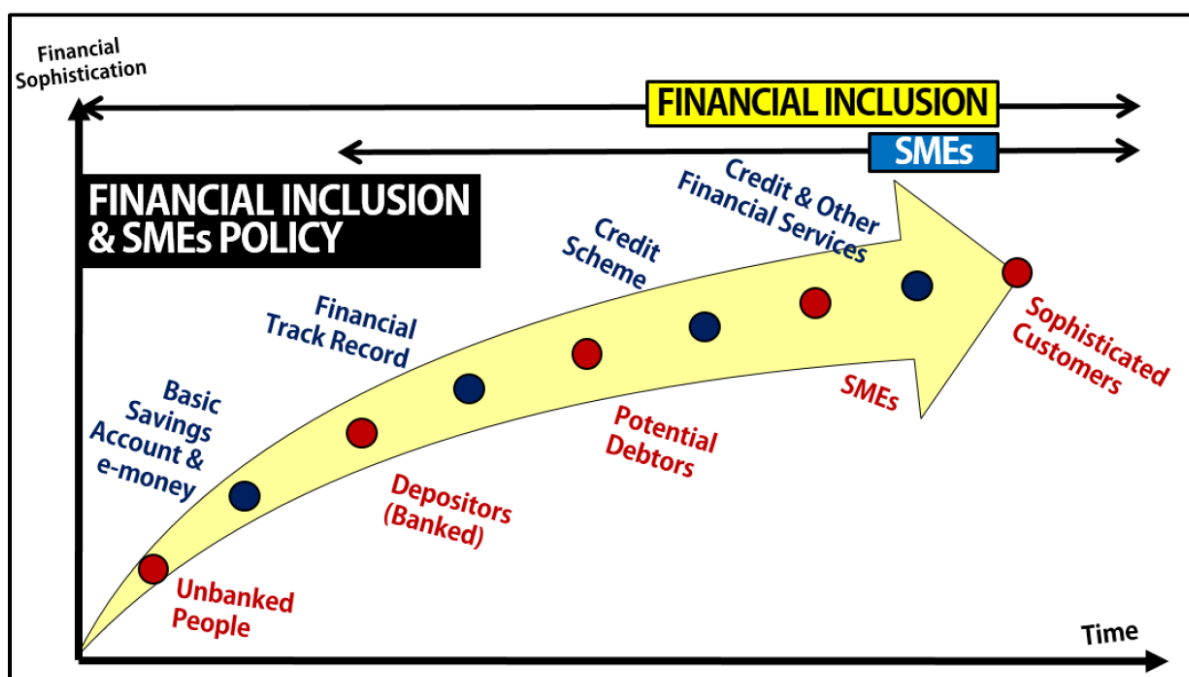 Financial
Sophistication
FINANCIAL INCLUSION
SMEs
FINANCIAL INCLUSION
& SMEs POLICY
Credit & Other
Financial Services
Credit
Scheme
Financial
Track Record
Basic
Savings
Account &
e-money
Sophisticated
Customers
SMEs
Potential
Debtors
Depositors
(Banked)
Unbanked
People
Time